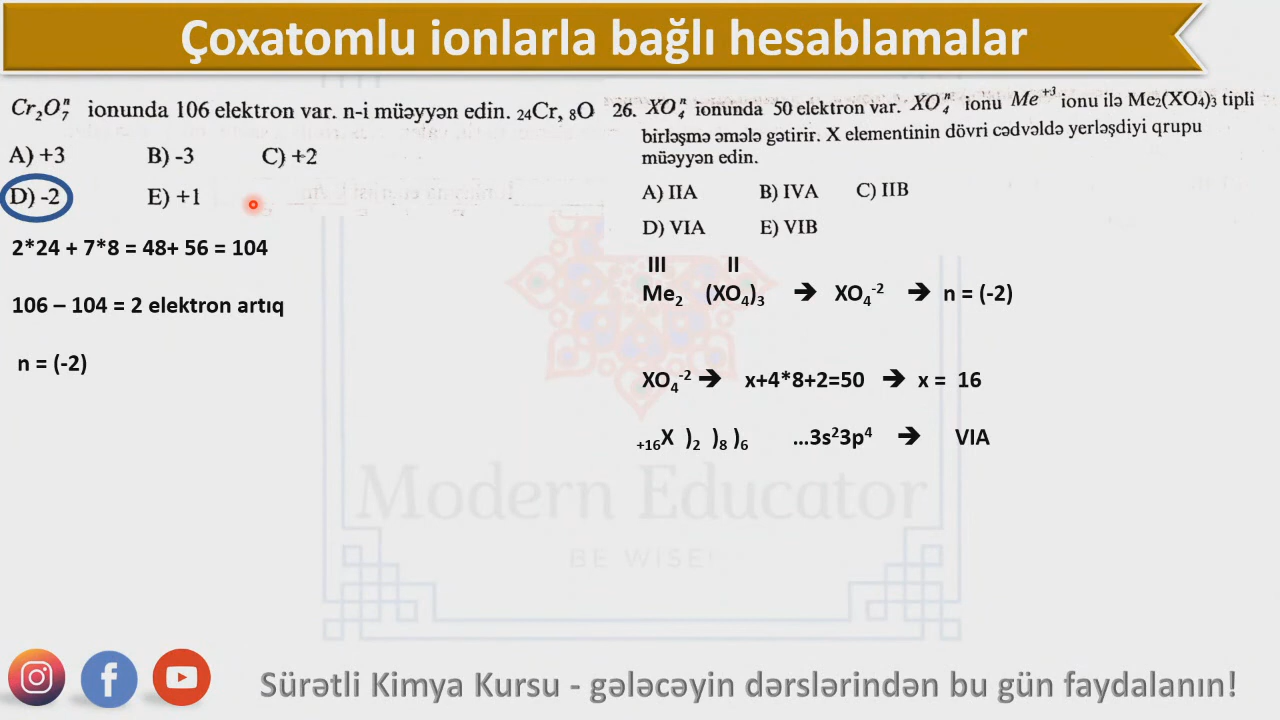 Çoxatomlu ionlarla bağlı hesablamalar
Cr₂O₇ⁿ ionunda 106 elektron var. n-i müəyyən edin. ₂₄Cr, ₈O
A) +3 B) -3 C) +2
D) -2 E) +1
2*24 + 7*8 = 48+ 56 = 104
106 – 104 = 2 elektron artıq
n = (-2)
26. XO₄ⁿ ionunda 50 elektron var. XO₄ⁿ ionu Me⁺³ ionu ilə Me₂(XO₄)₃ tipli
birləşmə əmələ gətirir. X elementinin dövri cədvəldə yerləşdiyi qrupu
müəyyən edin.
A) IIA B) IVA C) IIB
D) VIA E) VIB
III II
Me₂ (XO₄)₃ ➔ XO₄⁻² ➔ n = (-2)
XO₄⁻² ➔ x+4*8+2=50 ➔ x = 16
₊₁₆X )₂ )₈ )₆ ...3s²3p⁴ ➔ VIA
Modern Educator
BE WISE!
Sürətli Kimya Kursu - gələcəyin dərslərindən bu gün faydalanın!